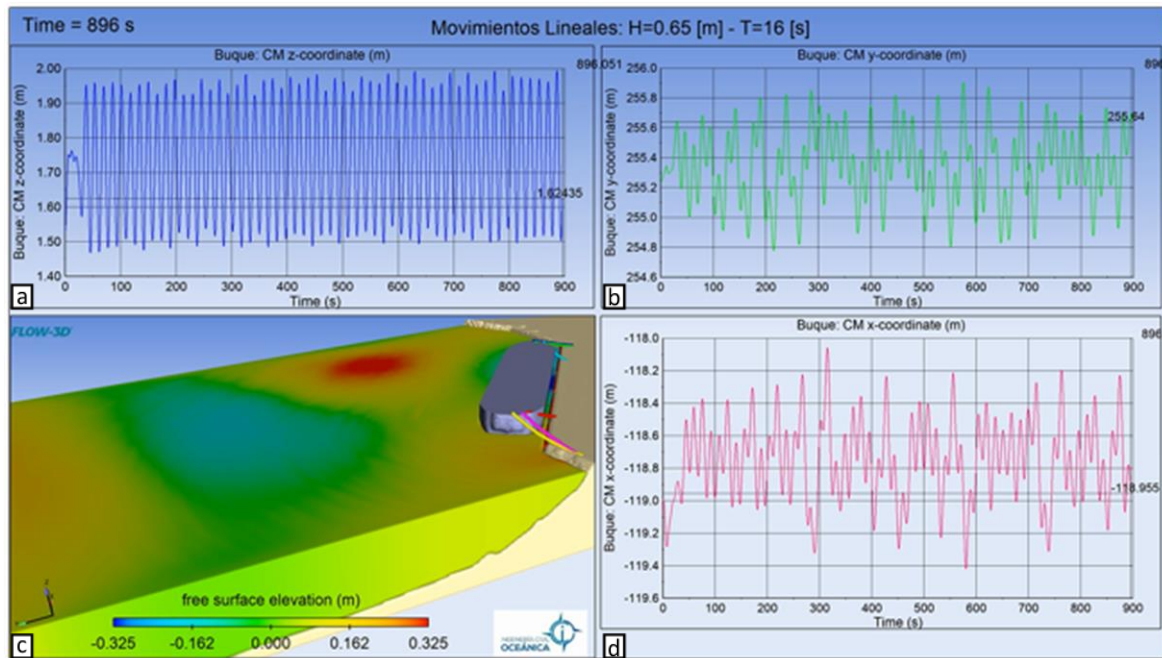 Time = 896 s
Movimientos Lineales: H=0.65 [m] - T=16 [s]
Buque: CM z-coordinate (m)
896.051
2.00
1.90
1.80
1.70
1.60
1.50
1.40
Buque: CM z-coordinate (m)
1.62435
0 100 200 300 400 500 600 700 800 900
Time (s)
a
Buque: CM y-coordinate (m)
896
256.0
255.8
255.6
255.4
255.2
255.0
254.8
254.6
Buque: CM y-coordinate (m)
255.64
0 100 200 300 400 500 600 700 800 900
Time (s)
b
FLOW-3D
free surface elevation (m)
-0.325 -0.162 0.000 0.162 0.325
INGENIERÍA CIVIL
OCEÁNICA
c
Buque: CM x-coordinate (m)
896
-118.0
-118.2
-118.4
-118.6
-118.8
-119.0
-119.2
-119.4
-119.6
Buque: CM x-coordinate (m)
-118.955
0 100 200 300 400 500 600 700 800 900
Time (s)
d